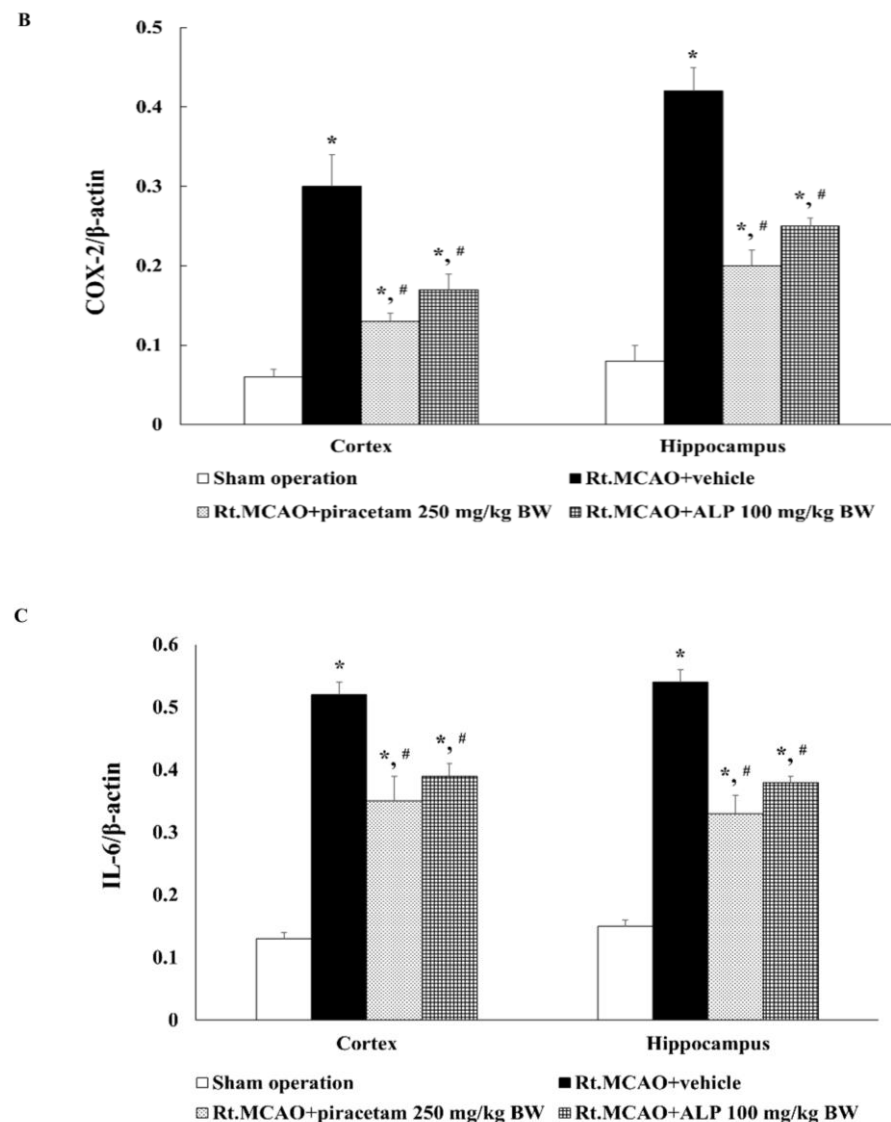 B
0.5
*
0.4
*
0.3
*, #
*, #
*, #
0.2
*, #
0.1
0
COX-2/β-actin
Cortex Hippocampus
Sham operation Rt.MCAO+vehicle
Rt.MCAO+piracetam 250 mg/kg BW Rt.MCAO+ALP 100 mg/kg BW
C
0.6
* *
0.5
*, # *, # *, # *, #
0.4
0.3
0.2
0.1
0
IL-6/β-actin
Cortex Hippocampus
Sham operation Rt.MCAO+vehicle
Rt.MCAO+piracetam 250 mg/kg BW Rt.MCAO+ALP 100 mg/kg BW